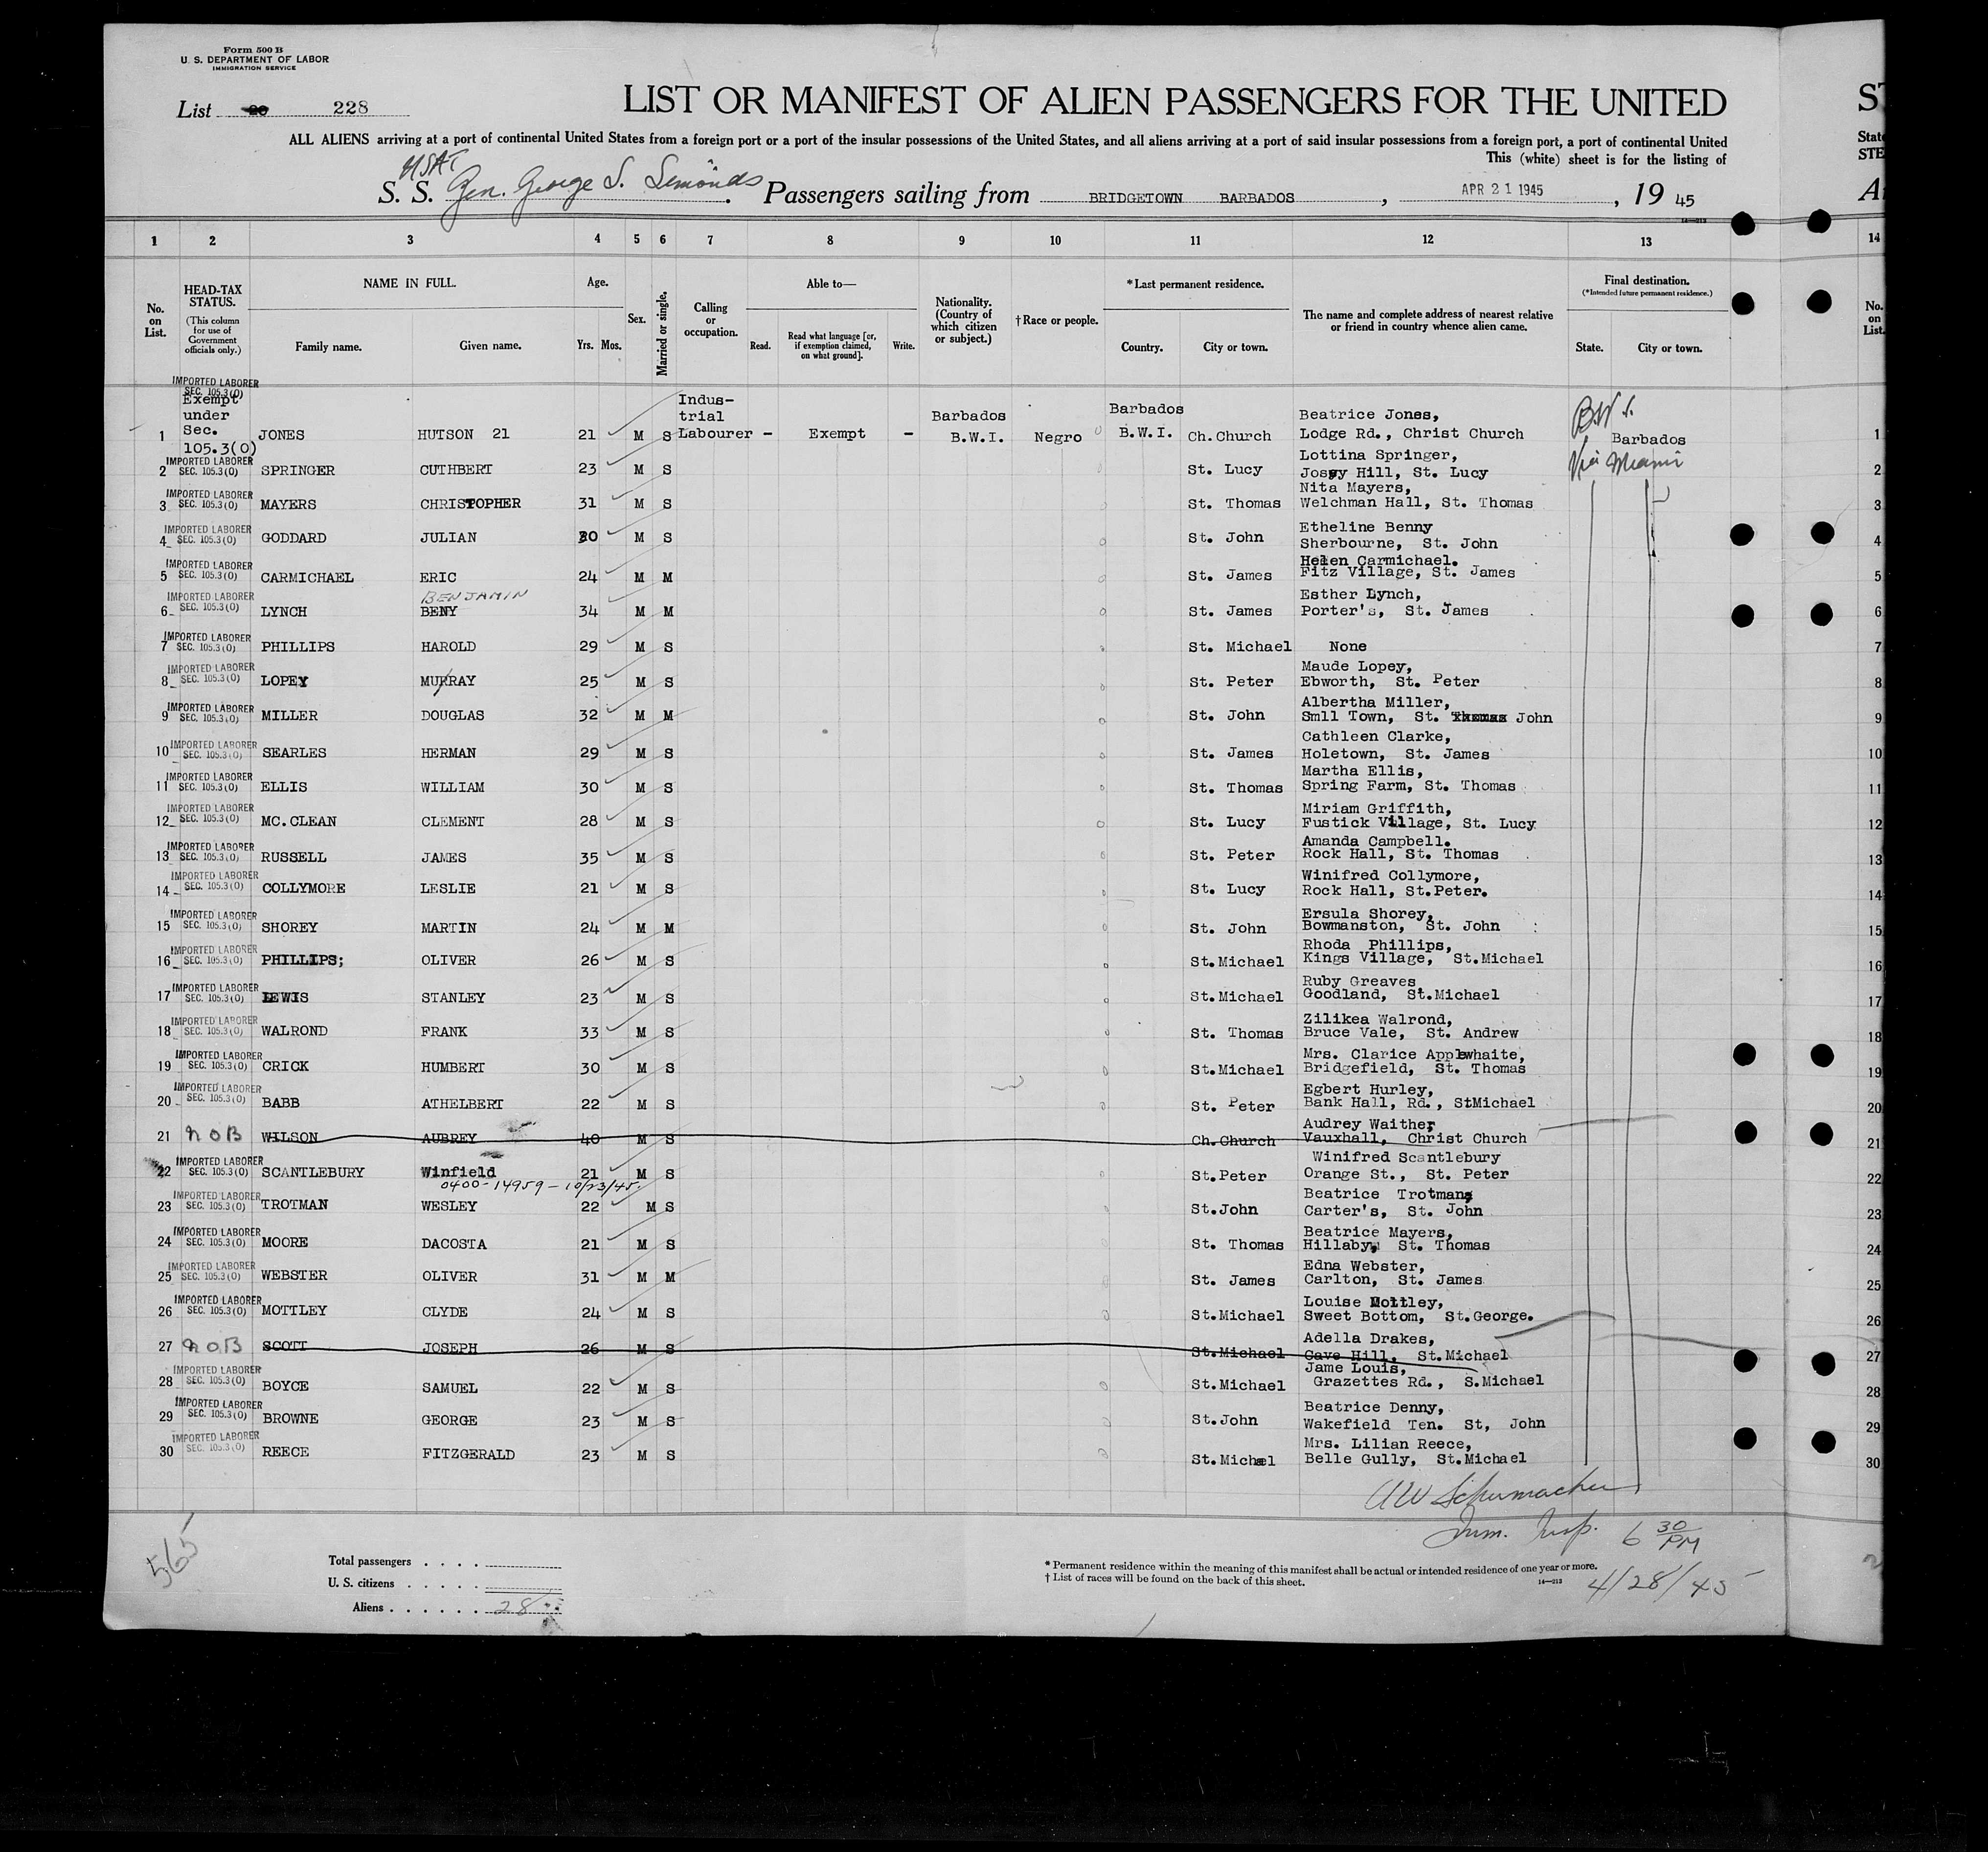 Form 500 B
U. S. DEPARTMENT OF LABOR
IMMIGRATION SERVICE
List 228
LIST OR MANIFEST OF ALIEN PASSENGERS FOR THE UNITED
ST
ALL ALIENS arriving at a port of continental United States from a foreign port or a port of the insular possessions of the United States, and all aliens arriving at a port of said insular possessions from a foreign port, a port of continental United
State
This (white) sheet is for the listing of
STE
USAT
S. S. Gen. George S. Simonds. Passengers sailing from BRIDGETOWN BARBADOS, APR 21 1945, 19 45
14—213
1 2 3 4 5 6 7 8 9 10 11 12 13 14
No. on List.
HEAD-TAX STATUS.
(This column for use of Government officials only.)
NAME IN FULL.
Family name. Given name.
Age.
Yrs. Mos.
Sex.
Married or single.
Calling or occupation.
Able to—
Read. Read what language [or, if exemption claimed, on what ground]. Write.
Nationality. (Country of which citizen or subject.)
†Race or people.
*Last permanent residence.
Country. City or town.
The name and complete address of nearest relative or friend in country whence alien came.
Final destination.
(*Intended future permanent residence.)
State. City or town.
No. on List.
IMPORTED LABORER
SEC. 105.3(0)
Exempt under Sec. 105.3(0)
1 JONES HUTSON 21 21 M S Indus-trial Labourer - Exempt - Barbados B.W.I. Negro Barbados B.W.I. Ch.Church Beatrice Jones, Lodge Rd., Christ Church B.W.I. Barbados 1
Via Miami
2 IMPORTED LABORER SEC. 105.3(0) SPRINGER CUTHBERT 23 M S St. Lucy Lottina Springer, Jossy Hill, St. Lucy 2
3 IMPORTED LABORER SEC. 105.3(0) MAYERS CHRISTOPHER 31 M S St. Thomas Nita Mayers, Welchman Hall, St. Thomas 3
4 IMPORTED LABORER SEC. 105.3(0) GODDARD JULIAN 20 M S St. John Etheline Benny Sherbourne, St. John 4
5 IMPORTED LABORER SEC. 105.3(0) CARMICHAEL ERIC 24 M M St. James Helen Carmichael. Fitz Village, St. James 5
BENJAMIN
6 IMPORTED LABORER SEC. 105.3(0) LYNCH BENY 34 M M St. James Esther Lynch, Porter's, St. James 6
7 IMPORTED LABORER SEC. 105.3(0) PHILLIPS HAROLD 29 M S St. Michael None 7
8 IMPORTED LABORER SEC. 105.3(0) LOPEY MURRAY 25 M S St. Peter Maude Lopey, Ebworth, St. Peter 8
9 IMPORTED LABORER SEC. 105.3(0) MILLER DOUGLAS 32 M M St. John Albertha Miller, Smll Town, St. Thomas John 9
10 IMPORTED LABORER SEC. 105.3(0) SEARLES HERMAN 29 M S St. James Cathleen Clarke, Holetown, St. James 10
11 IMPORTED LABORER SEC. 105.3(0) ELLIS WILLIAM 30 M S St. Thomas Martha Ellis, Spring Farm, St. Thomas 11
12 IMPORTED LABORER SEC. 105.3(0) MC.CLEAN CLEMENT 28 M S St. Lucy Miriam Griffith, Fustick Village, St. Lucy 12
13 IMPORTED LABORER SEC. 105.3(0) RUSSELL JAMES 35 M S St. Peter Amanda Campbell. Rock Hall, St. Thomas 13
14 IMPORTED LABORER SEC. 105.3(0) COLLYMORE LESLIE 21 M S St. Lucy Winifred Collymore, Rock Hall, St.Peter. 14
15 IMPORTED LABORER SEC. 105.3(0) SHOREY MARTIN 24 M M St. John Ersula Shorey, Bowmanston, St. John 15
16 IMPORTED LABORER SEC. 105.3(0) PHILLIPS; OLIVER 26 M S St.Michael Rhoda Phillips, Kings Village, St.Michael 16
17 IMPORTED LABORER SEC. 105.3(0) LEWIS STANLEY 23 M S St.Michael Ruby Greaves, Goodland, St.Michael 17
18 IMPORTED LABORER SEC. 105.3(0) WALROND FRANK 33 M S St. Thomas Zilikea Walrond, Bruce Vale, St. Andrew 18
19 IMPORTED LABORER SEC. 105.3(0) CRICK HUMBERT 30 M S St.Michael Mrs. Clarice Applewhaite, Bridgefield, St. Thomas 19
20 IMPORTED LABORER SEC. 105.3(0) BABB ATHELBERT 22 M S St. Peter Egbert Hurley, Bank Hall, Rd., StMichael 20
21 NOB WILSON AUBREY 40 M S Ch.Church Audrey Waither, Vauxhall, Christ Church 21
22 IMPORTED LABORER SEC. 105.3(0) SCANTLEBURY Winfield 21 M S St.Peter Winifred Scantlebury Orange St., St. Peter 22
0400-14959-10/23/45.
23 IMPORTED LABORER SEC. 105.3(0) TROTMAN WESLEY 22 M S St.John Beatrice Trotman, Carter's, St. John 23
24 IMPORTED LABORER SEC. 105.3(0) MOORE DACOSTA 21 M S St. Thomas Beatrice Mayers, Hillaby, St. Thomas 24
25 IMPORTED LABORER SEC. 105.3(0) WEBSTER OLIVER 31 M M St. James Edna Webster, Carlton, St. James 25
26 IMPORTED LABORER SEC. 105.3(0) MOTTLEY CLYDE 24 M S St.Michael Louise Mottley, Sweet Bottom, St.George. 26
27 NOB SCOTT JOSEPH 26 M S St.Michael Adella Drakes, Cave Hill, St.Michael 27
28 IMPORTED LABORER SEC. 105.3(0) BOYCE SAMUEL 22 M S St.Michael Jame Louis, Grazettes Rd., S.Michael 28
29 IMPORTED LABORER SEC. 105.3(0) BROWNE GEORGE 23 M S St.John Beatrice Denny, Wakefield Ten. St, John 29
30 IMPORTED LABORER SEC. 105.3(0) REECE FITZGERALD 23 M S St.Michael Mrs. Lilian Reece, Belle Gully, St.Michael 30
AW Schumacher
Imm. Insp. 6 30 PM
4/28/45
565
Total passengers
U. S. citizens
Aliens 28
* Permanent residence within the meaning of this manifest shall be actual or intended residence of one year or more.
† List of races will be found on the back of this sheet.
14—213